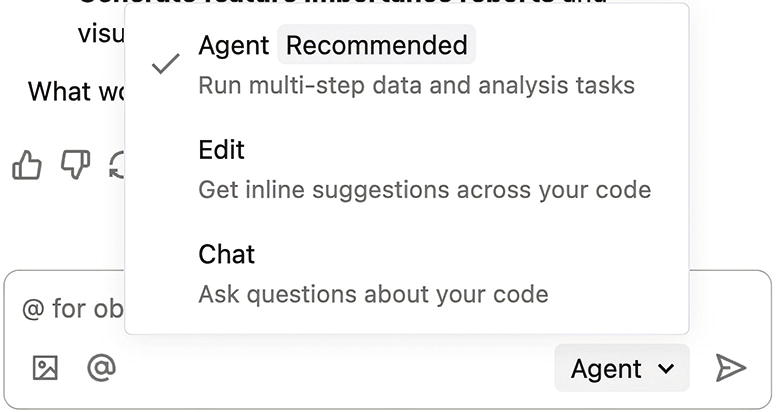 visu
Agent Recommended
Run multi-step data and analysis tasks
What wo
Edit
Get inline suggestions across your code
Chat
Ask questions about your code
@ for ob
@
Agent